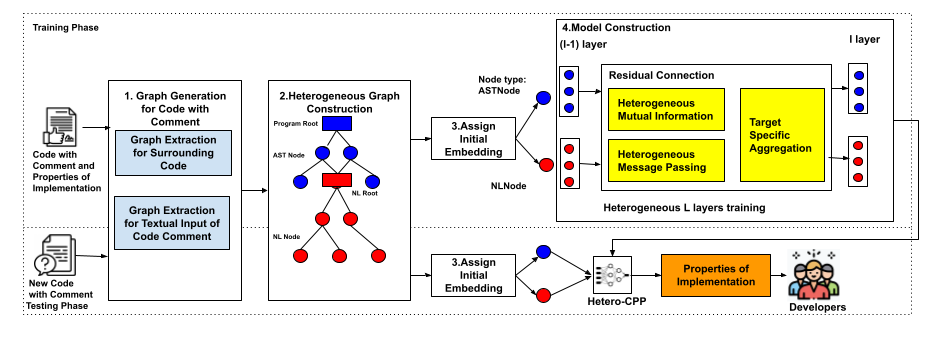 Training Phase
Code with
Comment and
Properties of
Implementation
1. Graph Generation
for Code with
Comment
Graph Extraction
for Surrounding
Code
Graph Extraction
for Textual Input of
Code Comment
2.Heterogeneous Graph
Construction
Program Root
AST Node
NL Root
NL Node
3.Assign
Initial
Embedding
Node type:
ASTNode
NLNode
4.Model Construction
(l-1) layer
l layer
Residual Connection
Heterogeneous
Mutual Information
Heterogeneous
Message Passing
Target
Specific
Aggregation
Heterogeneous L layers training
New Code
with Comment
Testing Phase
3.Assign
Initial
Embedding
Hetero-CPP
Properties of
Implementation
Developers